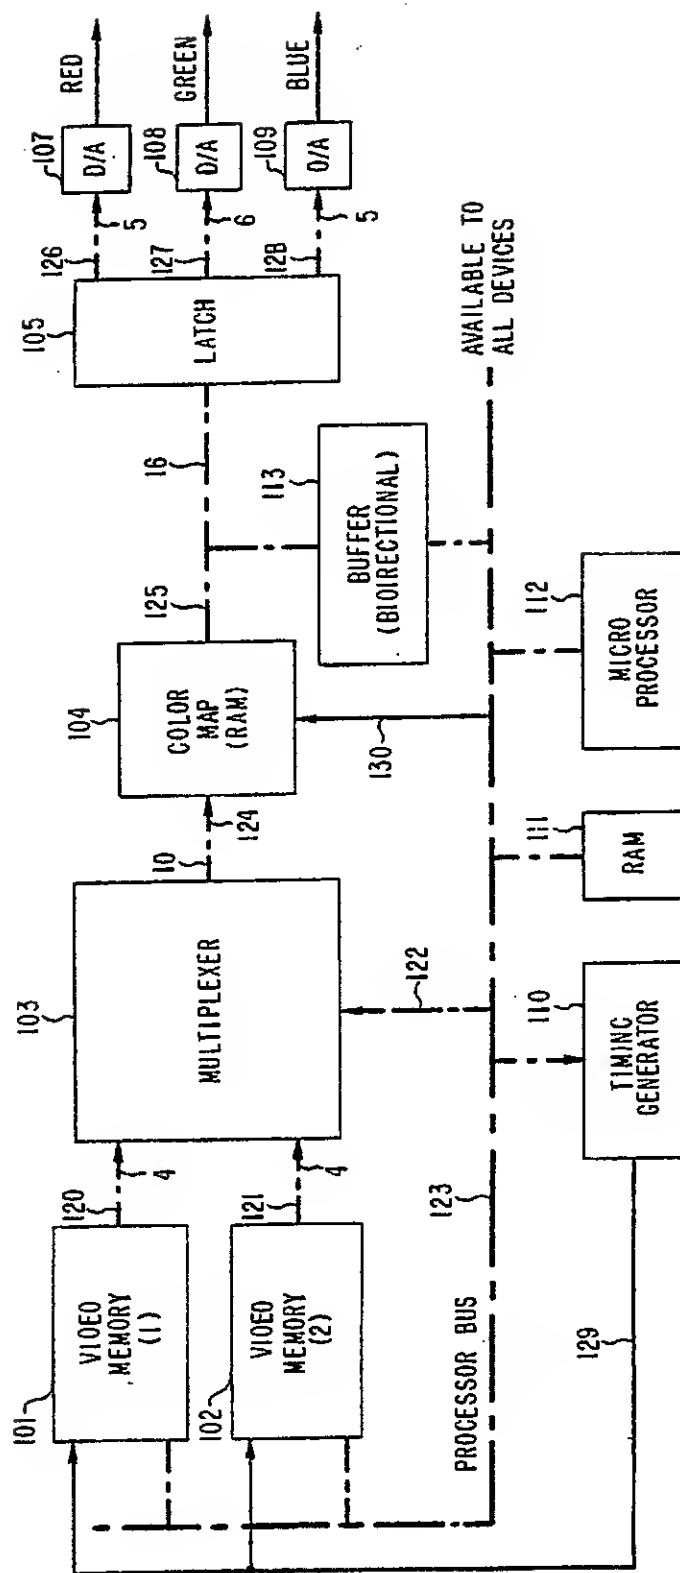 101
VIDEO
MEMORY
(1)
102
VIDEO
MEMORY
(2)
120
4
121
4
103
MULTIPLEXER
10
124
122
104
COLOR
MAP
(RAM)
125
16
130
113
BUFFER
(BIDIRECTIONAL)
105
LATCH
126
5
127
6
128
5
107
D/A
RED
108
D/A
GREEN
109
D/A
BLUE
PROCESSOR BUS
123
AVAILABLE TO
ALL DEVICES
129
110
TIMING
GENERATOR
111
RAM
112
MICRO
PROCESSOR